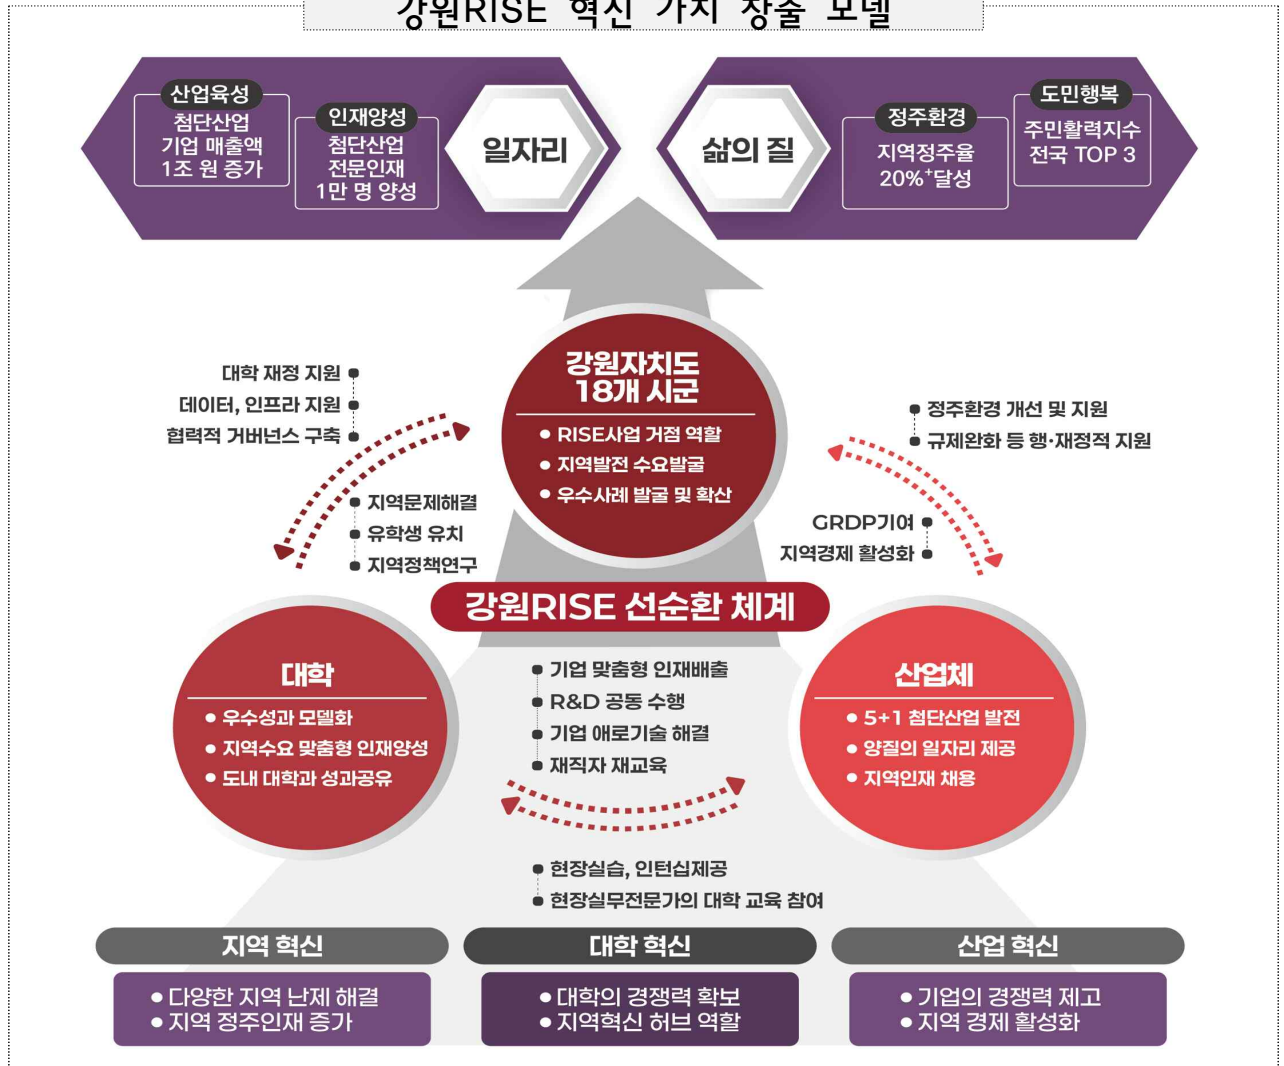 강원RISE 혁신 가치 창출 모델
산업육성
첨단산업
기업 매출액
1조 원 증가
인재양성
첨단산업
전문인재
1만 명 양성
일자리
삶의 질
정주환경
지역정주율
20%⁺달성
도민행복
주민활력지수
전국 TOP 3
강원자치도
18개 시군
• RISE사업 거점 역할
• 지역발전 수요발굴
• 우수사례 발굴 및 확산
대학 재정 지원
데이터, 인프라 지원
협력적 거버넌스 구축
지역문제해결
유학생 유치
지역정책연구
정주환경 개선 및 지원
규제완화 등 행·재정적 지원
GRDP기여
지역경제 활성화
강원RISE 선순환 체계
대학
• 우수성과 모델화
• 지역수요 맞춤형 인재양성
• 도내 대학과 성과공유
기업 맞춤형 인재배출
R&D 공동 수행
기업 애로기술 해결
재직자 재교육
산업체
• 5+1 첨단산업 발전
• 양질의 일자리 제공
• 지역인재 채용
현장실습, 인턴십제공
현장실무전문가의 대학 교육 참여
지역 혁신
• 다양한 지역 난제 해결
• 지역 정주인재 증가
대학 혁신
• 대학의 경쟁력 확보
• 지역혁신 허브 역할
산업 혁신
• 기업의 경쟁력 제고
• 지역 경제 활성화